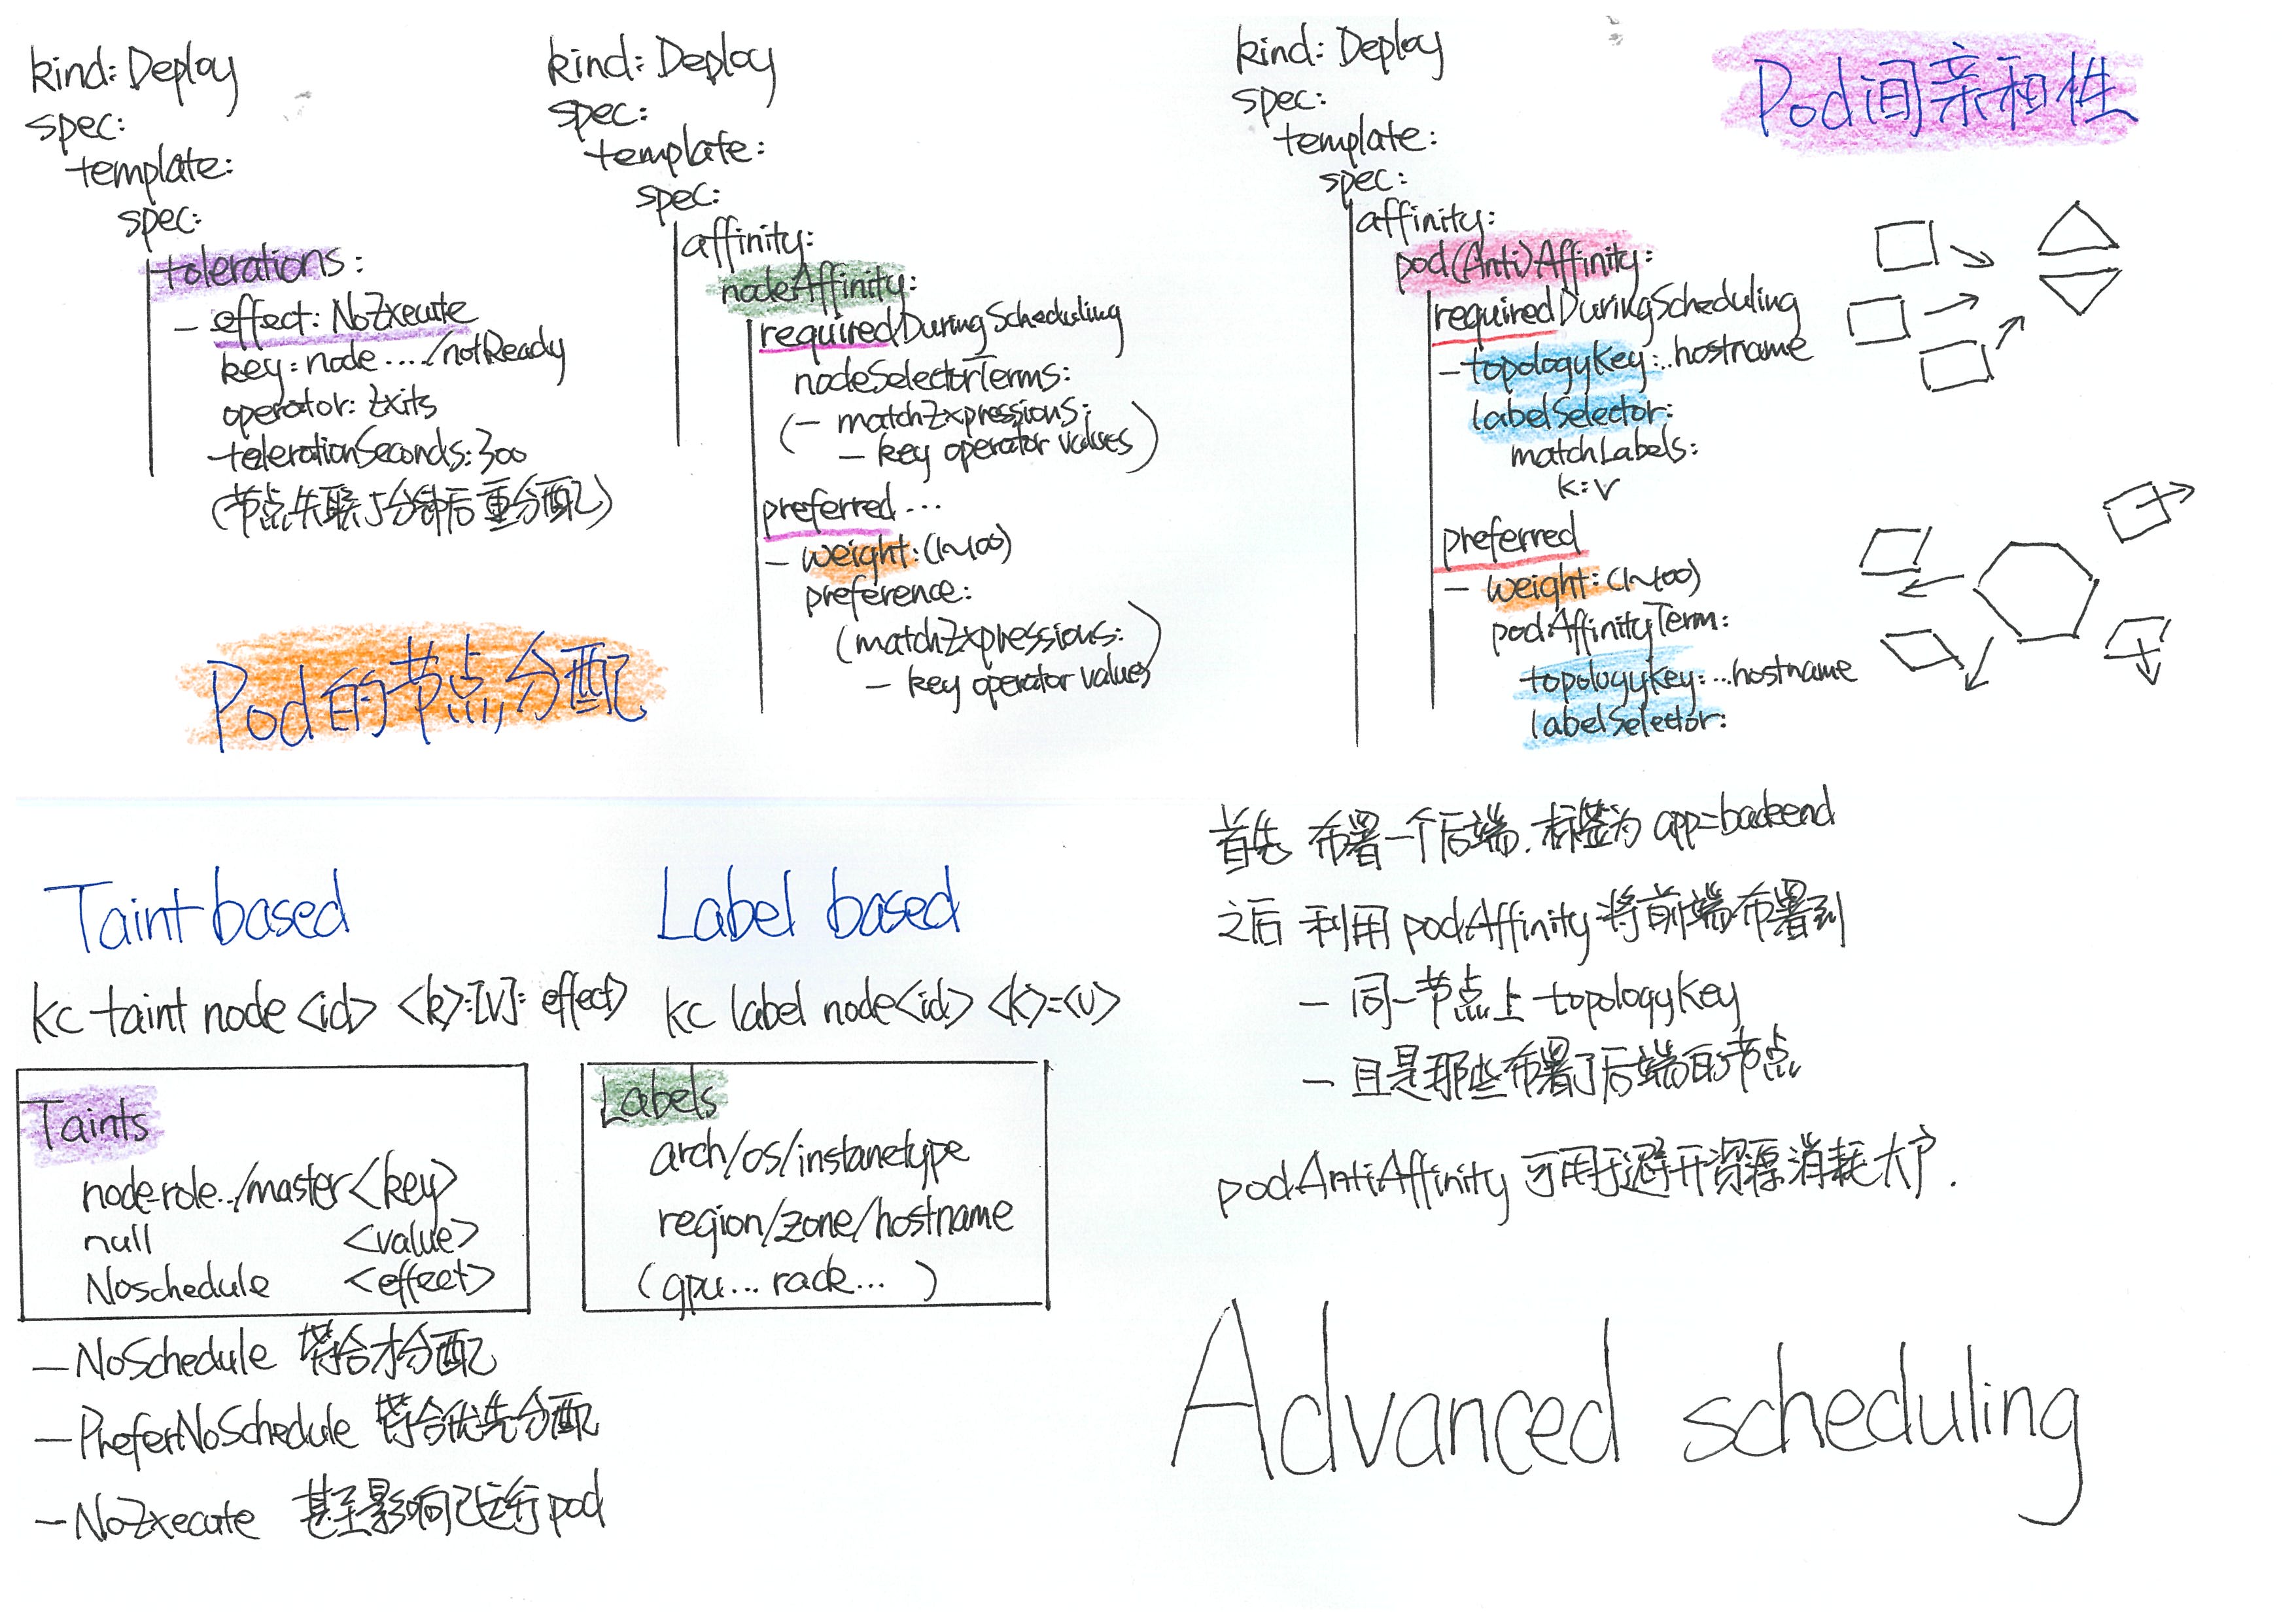 kind: Deploy
spec:
template:
spec:
tolerations:
- effect: NoExecute
key: node..../notReady
operator: Exits
tolerationSeconds: 300
(节点失联5分钟后重分配)
Pod的节点分配
kind: Deploy
spec:
template:
spec:
affinity:
nodeAffinity:
requiredDuringScheduling
nodeSelectorTerms:
(- matchExpressions:
- key operator values)
preferred...
- weight: (1~100)
preference:
(matchExpressions:
- key operator values)
kind: Deploy
spec:
template:
spec:
affinity:
pod(Anti)Affinity:
requiredDuringScheduling
- topologyKey:...hostname
labelSelector:
matchLabels:
k:v
preferred
- weight: (1~100)
podAffinityTerm:
topologyKey:...hostname
labelSelector:
Pod间亲和性
Taint based
kc taint node <id> <k>=[v]: effect>
Taints
node-role../master <key>
null <value>
Noschedule <effect>
- NoSchedule 符合才分配
- PreferNoSchedule 符合优先分配
- NoExecute 甚至影响已运行pod
Label based
kc label node <id> <k>=<v>
Labels
arch/os/instanetype
region/zone/hostname
(gpu... rack... )
首先 布署一个后端. 标签为 app=backend
之后 利用 podAffinity 将前端布署到
- 同一节点上 topologyKey
- 且是那些布署了后端的节点
podAntiAffinity 可用于避开资源消耗大户.
Advanced scheduling